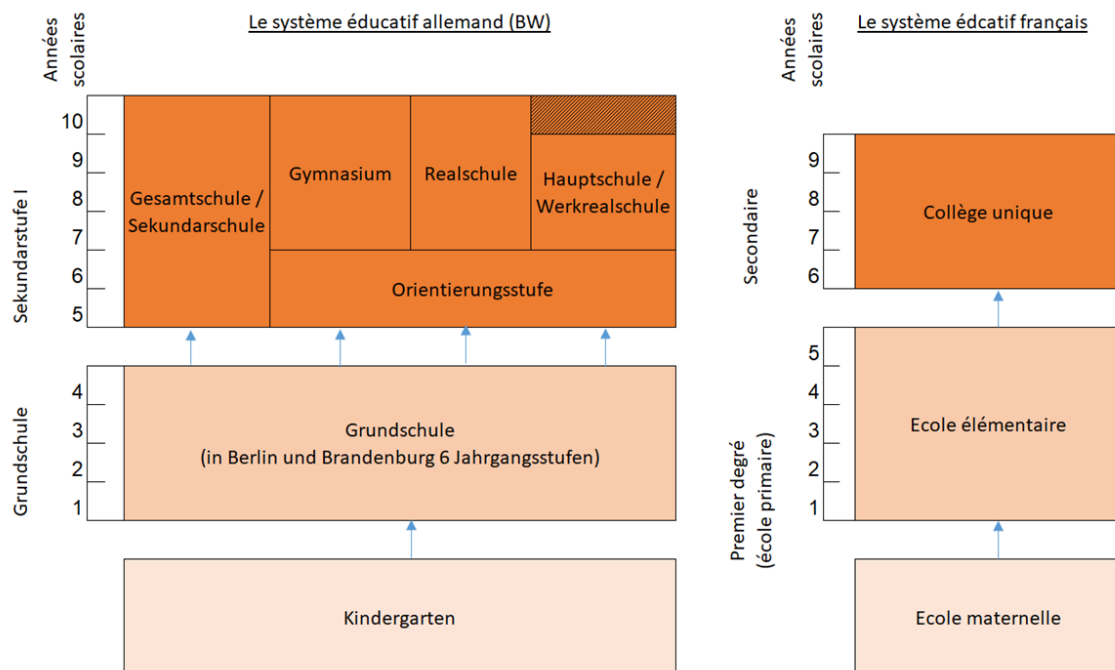 Le système éducatif allemand (BW)
Années
scolaires
Sekundarstufe I
10
9
8
7
6
5
Gesamtschule /
Sekundarschule
Gymnasium
Realschule
Hauptschule /
Werkrealschule
Orientierungsstufe
Grundschule
4
3
2
1
Grundschule
(in Berlin und Brandenburg 6 Jahrgangsstufen)
Kindergarten
Le système édcatif français
Années
scolaires
Secondaire
9
8
7
6
Collège unique
Premier degré
(école primaire)
5
4
3
2
1
Ecole élémentaire
Ecole maternelle